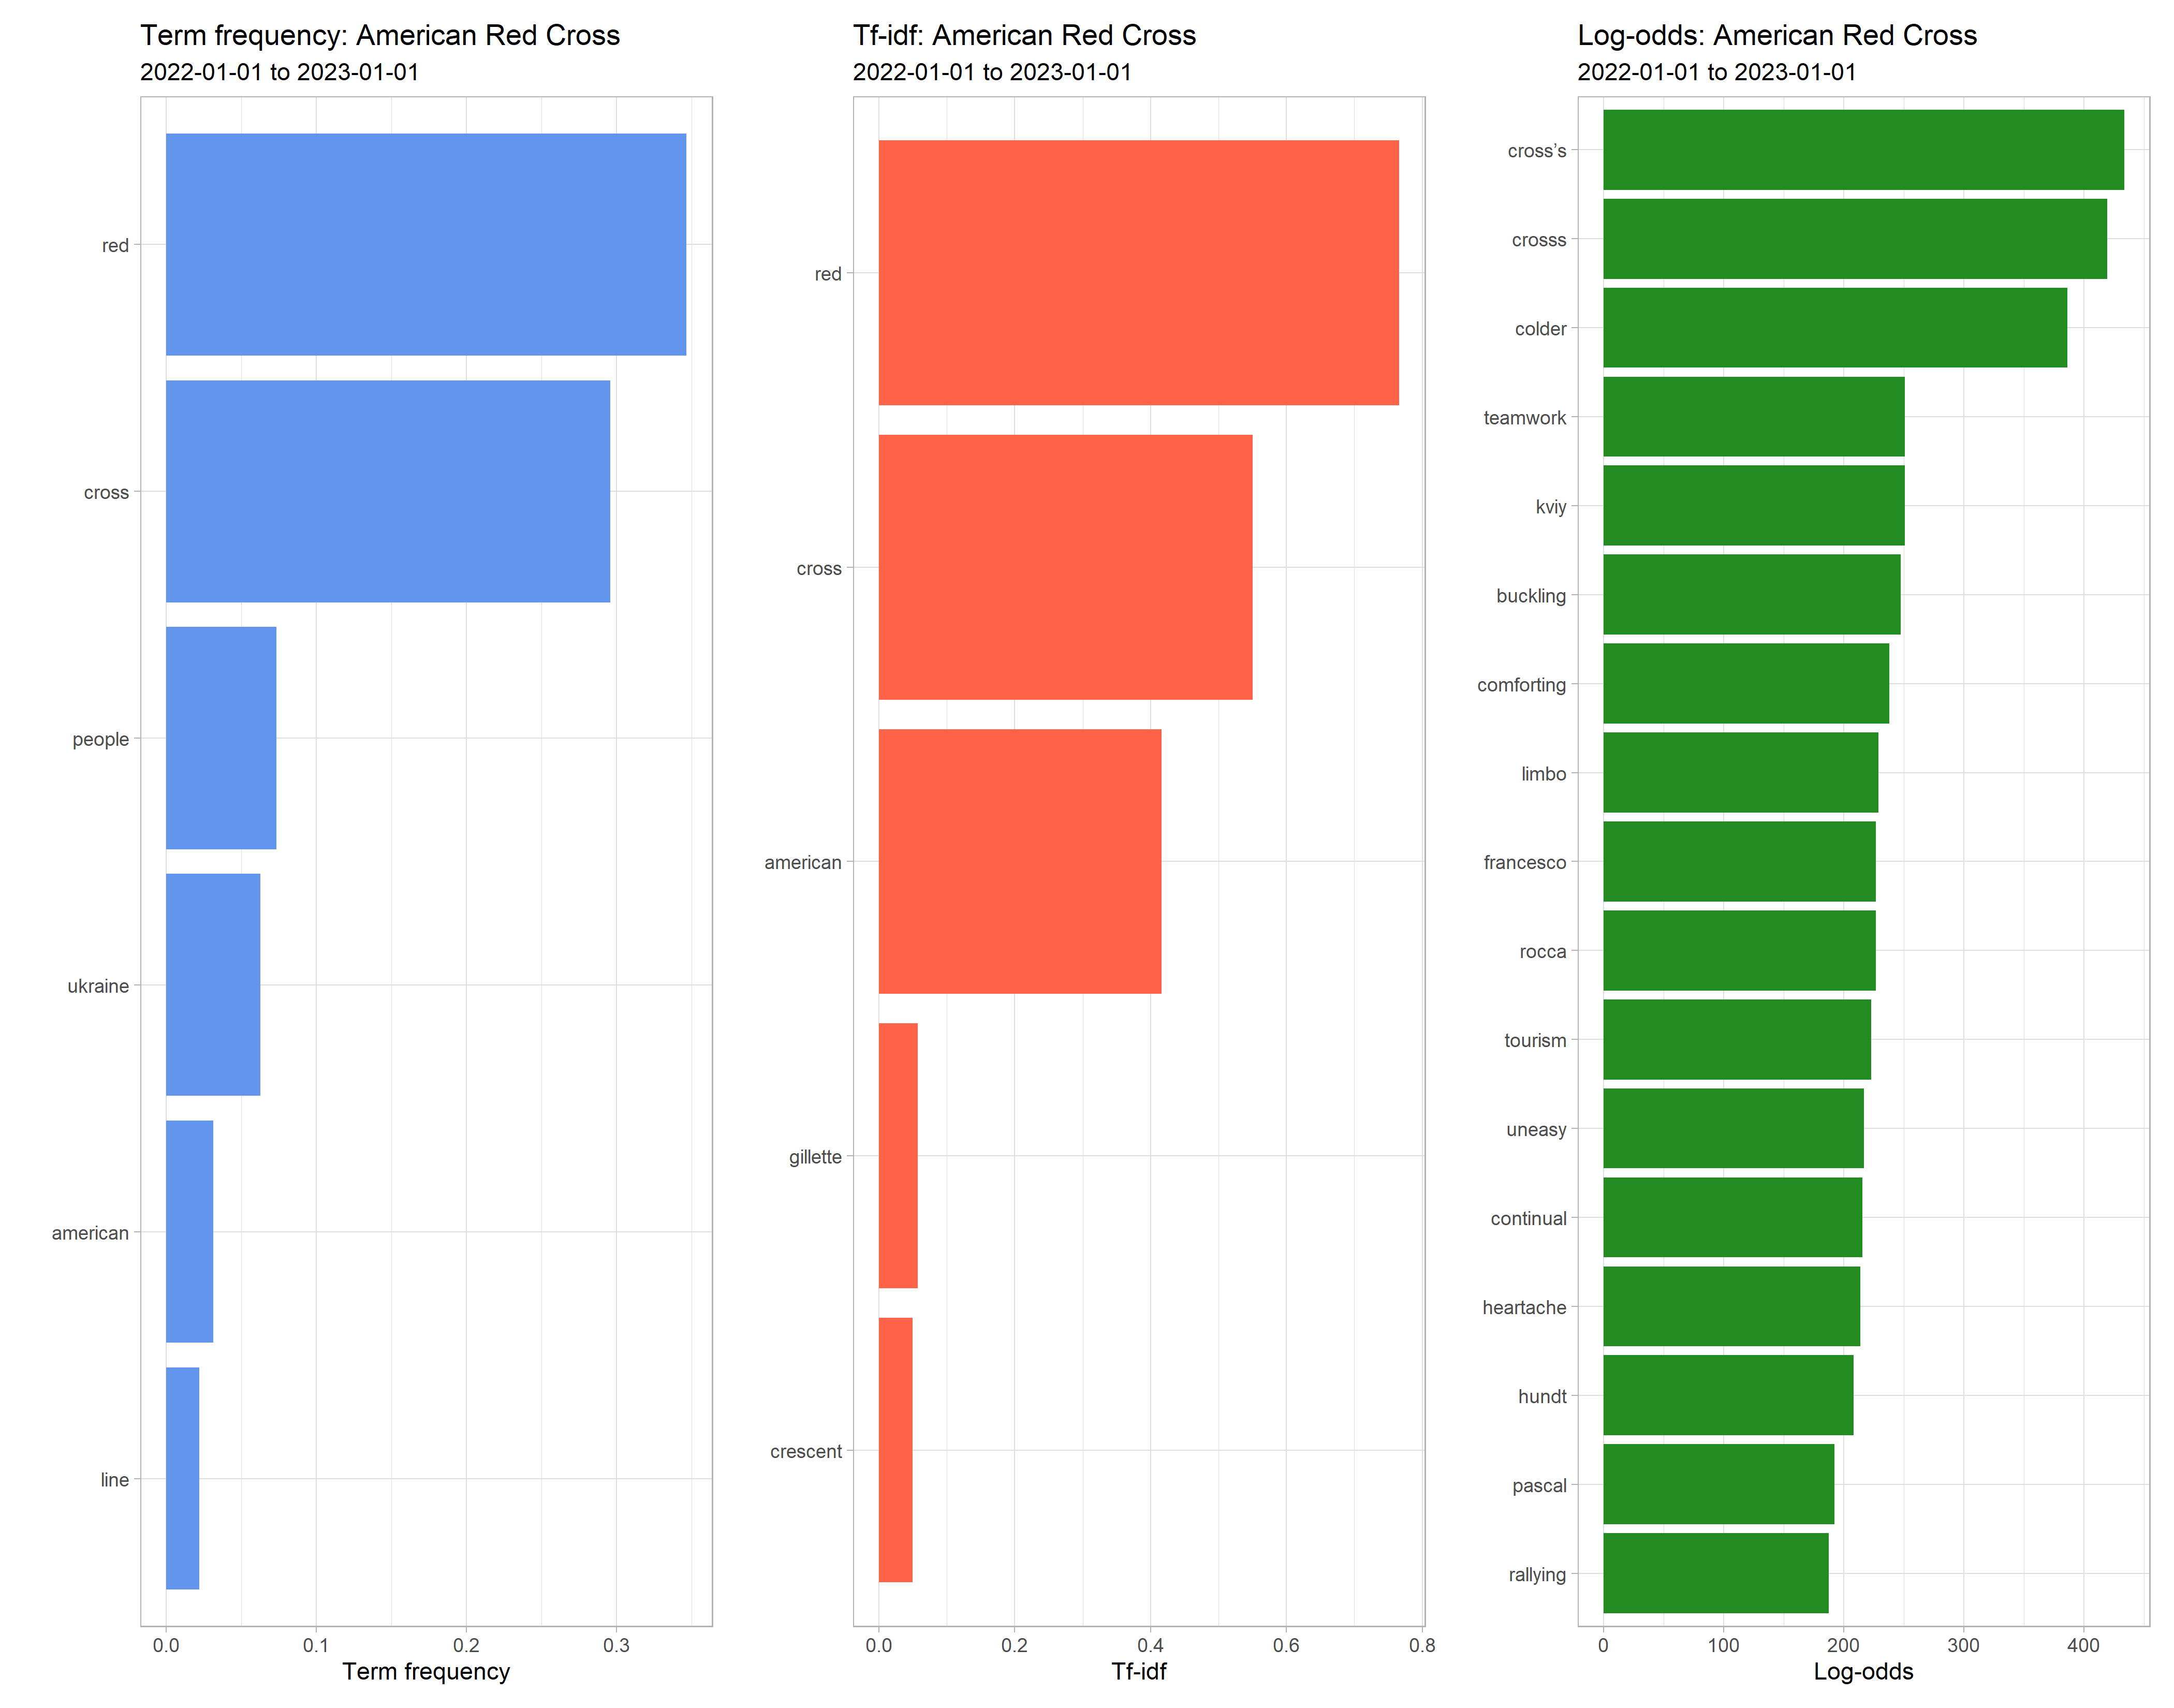 Term frequency: American Red Cross
2022-01-01 to 2023-01-01
red
cross
people
ukraine
american
line
0.0 0.1 0.2 0.3
Term frequency
Tf-idf: American Red Cross
2022-01-01 to 2023-01-01
red
cross
american
gillette
crescent
0.0 0.2 0.4 0.6 0.8
Tf-idf
Log-odds: American Red Cross
2022-01-01 to 2023-01-01
cross’s
crosss
colder
teamwork
kviy
buckling
comforting
limbo
francesco
rocca
tourism
uneasy
continual
heartache
hundt
pascal
rallying
0 100 200 300 400
Log-odds